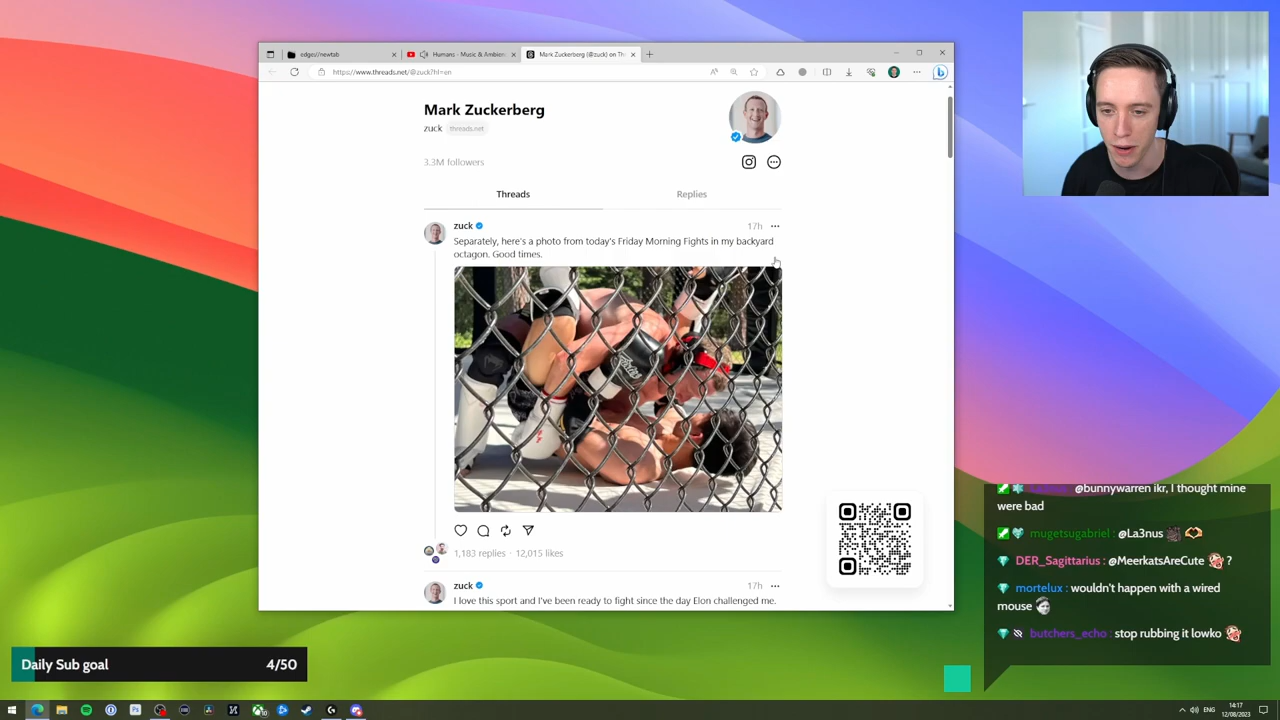 edge://newtab
Humans - Music & Ambien
Mark Zuckerberg (@zuck) on Th
https://www.threads.net/@zuck?hl=en
Mark Zuckerberg
zuck threads.net
3.3M followers
Threads
Replies
zuck
17h
Separately, here's a photo from today's Friday Morning Fights in my backyard
octagon. Good times.
1,183 replies · 12,015 likes
zuck
17h
I love this sport and I've been ready to fight since the day Elon challenged me.
@bunnywarren ikr, I thought mine
were bad
mugetsugabriel : @La3nus
DER_Sagittarius : @MeerkatsAreCute ?
mortelux : wouldn't happen with a wired
mouse
butchers_echo : stop rubbing it lowko
Daily Sub goal 4/50
ENG
14:17
12/08/2023